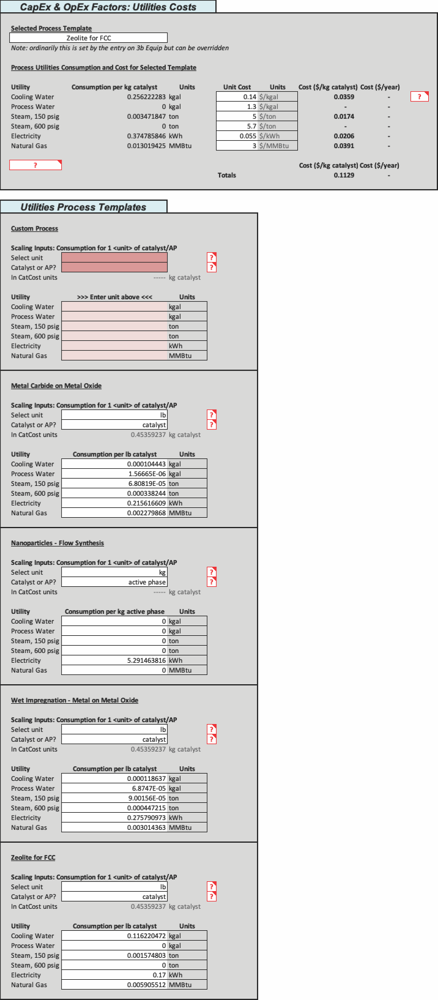 CapEx & OpEx Factors: Utilities Costs
Selected Process Template
Zeolite for FCC
Note: ordinarily this is set by the entry on 3b Equip but can be overridden
Process Utilities Consumption and Cost for Selected Template
Utility Consumption per kg catalyst Units Unit Cost Units Cost ($/kg catalyst) Cost ($/year)
Cooling Water 0.256222283 kgal 0.14 $/kgal 0.0359 - ?
Process Water 0 kgal 1.3 $/kgal - -
Steam, 150 psig 0.003471847 ton 5 $/ton 0.0174 -
Steam, 600 psig 0 ton 5.7 $/ton - -
Electricity 0.374785846 kWh 0.055 $/kWh 0.0206 -
Natural Gas 0.013019425 MMBtu 3 $/MMBtu 0.0391 -
? Cost ($/kg catalyst) Cost ($/year)
Totals 0.1129 -
Utilities Process Templates
Custom Process
Scaling Inputs: Consumption for 1 <unit> of catalyst/AP
Select unit ?
Catalyst or AP? ?
In CatCost units ----- kg catalyst
Utility >>> Enter unit above <<< Units
Cooling Water kgal
Process Water kgal
Steam, 150 psig ton
Steam, 600 psig ton
Electricity kWh
Natural Gas MMBtu
Metal Carbide on Metal Oxide
Scaling Inputs: Consumption for 1 <unit> of catalyst/AP
Select unit lb ?
Catalyst or AP? catalyst ?
In CatCost units 0.45359237 kg catalyst
Utility Consumption per lb catalyst Units
Cooling Water 0.000104443 kgal
Process Water 1.56665E-06 kgal
Steam, 150 psig 6.80819E-05 ton
Steam, 600 psig 0.000338244 ton
Electricity 0.215616609 kWh
Natural Gas 0.002279868 MMBtu
Nanoparticles - Flow Synthesis
Scaling Inputs: Consumption for 1 <unit> of catalyst/AP
Select unit kg ?
Catalyst or AP? active phase ?
In CatCost units ----- kg catalyst
Utility Consumption per kg active phase Units
Cooling Water 0 kgal
Process Water 0 kgal
Steam, 150 psig 0 ton
Steam, 600 psig 0 ton
Electricity 5.291463816 kWh
Natural Gas 0 MMBtu
Wet Impregnation - Metal on Metal Oxide
Scaling Inputs: Consumption for 1 <unit> of catalyst/AP
Select unit lb ?
Catalyst or AP? catalyst ?
In CatCost units 0.45359237 kg catalyst
Utility Consumption per lb catalyst Units
Cooling Water 0.000118637 kgal
Process Water 6.8747E-05 kgal
Steam, 150 psig 9.00156E-05 ton
Steam, 600 psig 0.000447215 ton
Electricity 0.275790973 kWh
Natural Gas 0.003014363 MMBtu
Zeolite for FCC
Scaling Inputs: Consumption for 1 <unit> of catalyst/AP
Select unit lb ?
Catalyst or AP? catalyst ?
In CatCost units 0.45359237 kg catalyst
Utility Consumption per lb catalyst Units
Cooling Water 0.116220472 kgal
Process Water 0 kgal
Steam, 150 psig 0.001574803 ton
Steam, 600 psig 0 ton
Electricity 0.17 kWh
Natural Gas 0.005905512 MMBtu